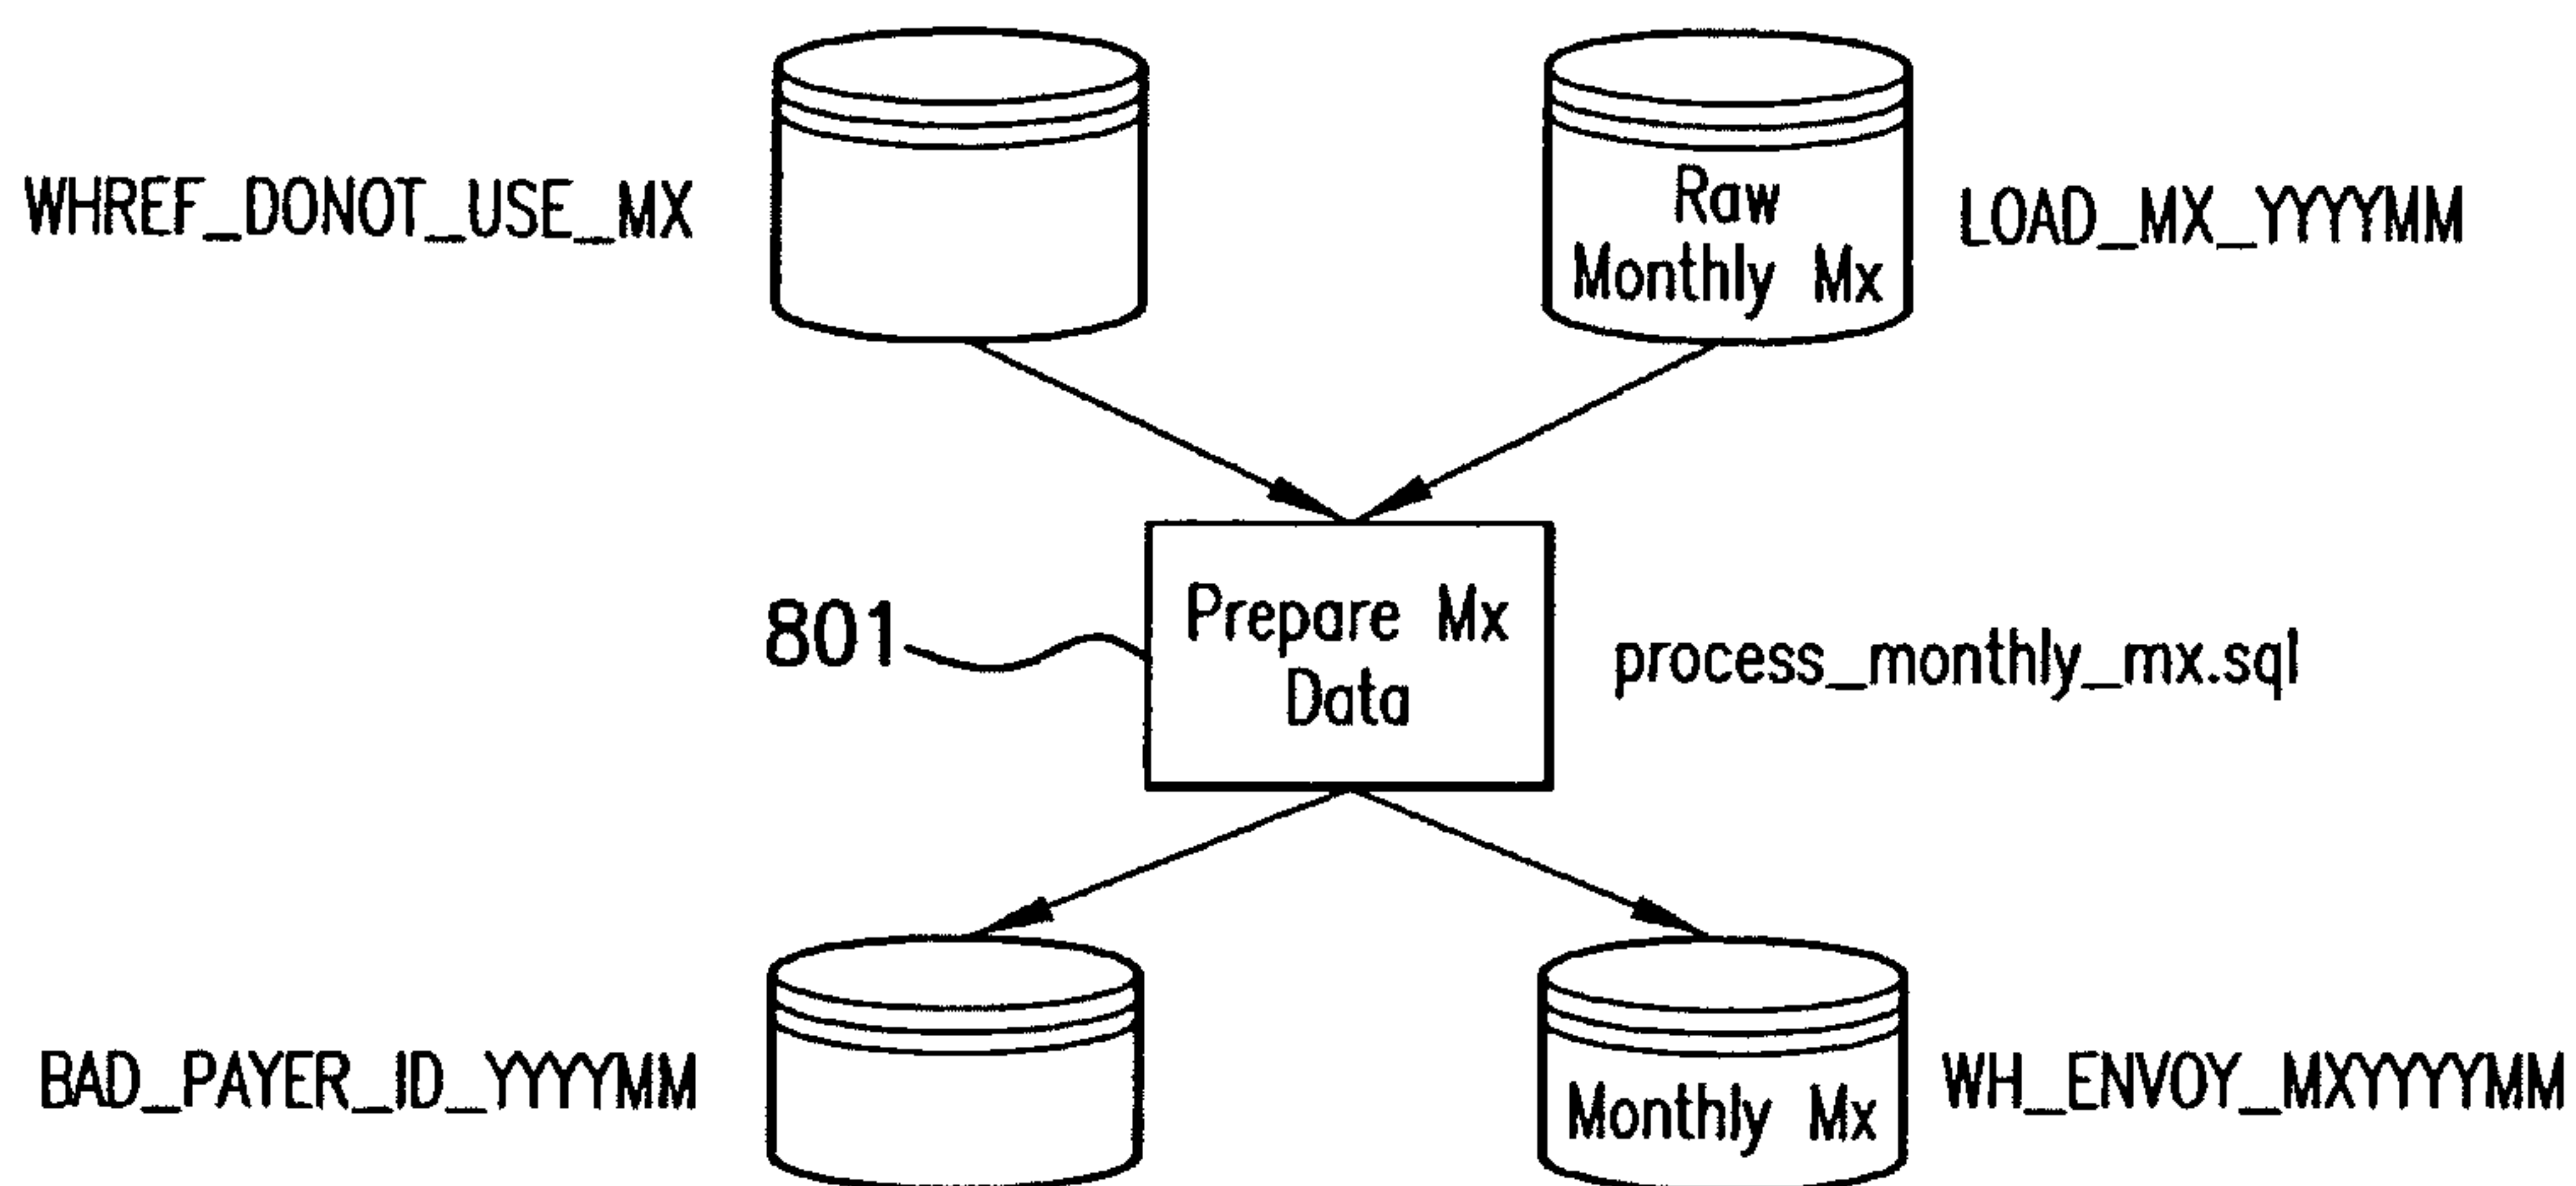 WHREF_DONOT_USE_MX
Raw
Monthly Mx
LOAD_MX_YYYYMM
801
Prepare Mx
Data
process_monthly_mx.sql
BAD_PAYER_ID_YYYYMM
Monthly Mx
WH_ENVOY_MXYYYYMM